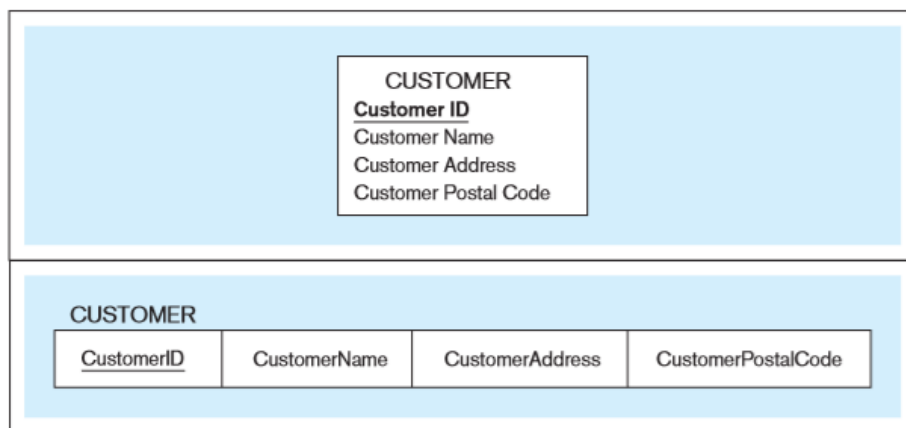 CUSTOMER
Customer ID
Customer Name
Customer Address
Customer Postal Code
CUSTOMER
CustomerID CustomerName CustomerAddress CustomerPostalCode